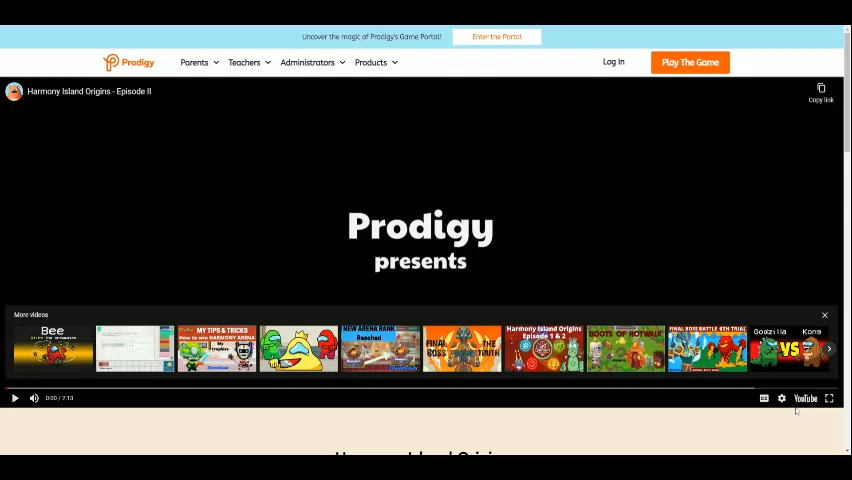 Uncover the magic of Prodigy's Game Portal!
Enter the Portal
Prodigy
Parents
Teachers
Administrators
Products
Log In
Play The Game
Harmony Island Origins - Episode II
Copy link
Prodigy
presents
More videos
Bee
MY TIPS & TRICKS
How to win HARMONY ARENA
NEW ARENA RANK
Reached
FINAL
BOSS
THE
TRUTH
Harmony Island Origins
Episode 1 & 2
BOOTS OF HOTWALK
FINAL BOSS BATTLE 6TH TRIAL
Godzilla
Kong
VS
0:00 / 2:13
CC
YouTube